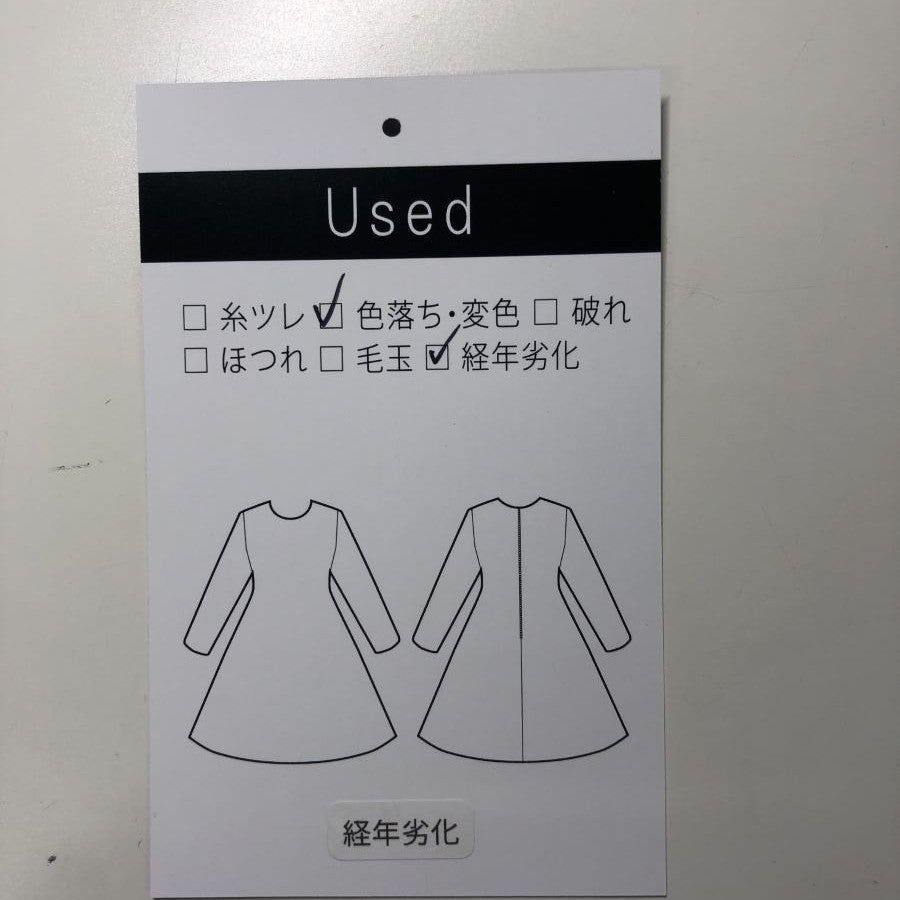 Used
□ 糸ツレ ☑ 色落ち・変色 □ 破れ
□ ほつれ □ 毛玉 ☑ 経年劣化
経年劣化